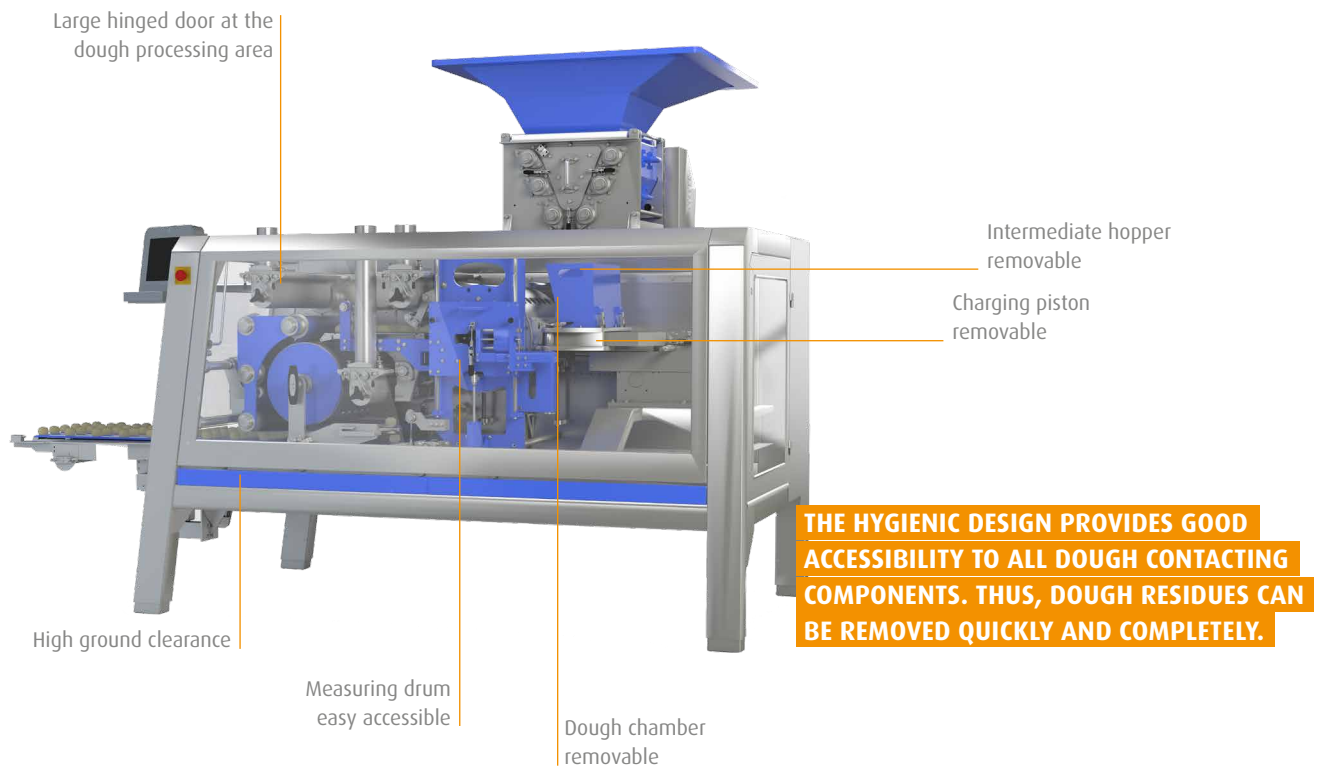 Large hinged door at the
dough processing area
Intermediate hopper
removable
Charging piston
removable
THE HYGIENIC DESIGN PROVIDES GOOD
ACCESSIBILITY TO ALL DOUGH CONTACTING
COMPONENTS. THUS, DOUGH RESIDUES CAN
BE REMOVED QUICKLY AND COMPLETELY.
High ground clearance
Measuring drum
easy accessible
Dough chamber
removable